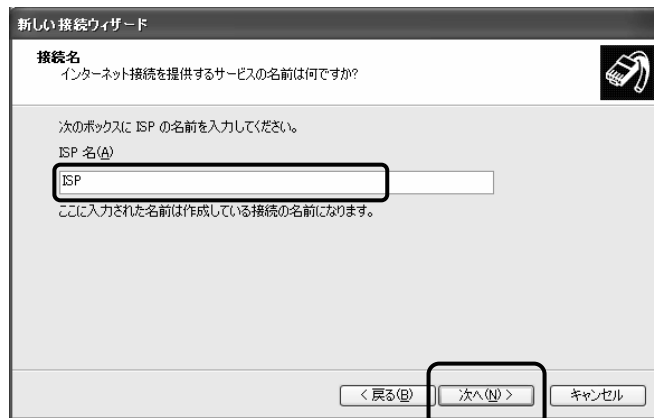 新しい接続ウィザード
接続名
インターネット接続を提供するサービスの名前は何ですか?
次のボックスに ISP の名前を入力してください。
ISP 名(A)
ISP
ここに入力された名前は作成している接続の名前になります。
< 戻る(B) 次へ(N) > キャンセル